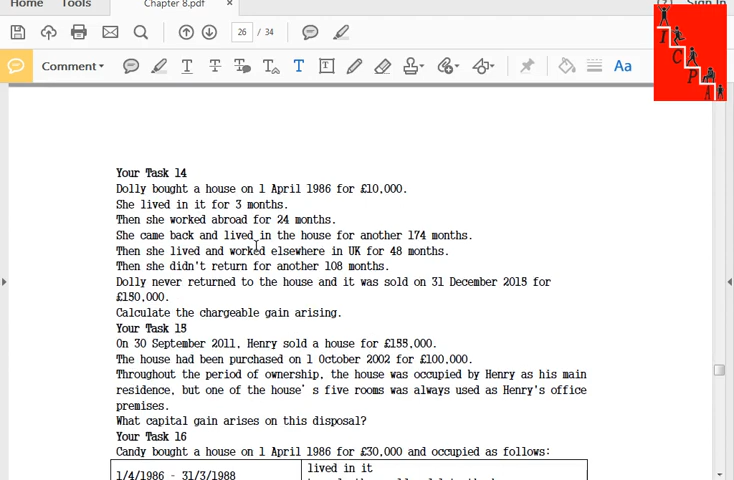 Home Tools Chapter 8.pdf × Sign In
26 / 34
Comment Aa
I
C
P
A
Your Task 14
Dolly bought a house on 1 April 1986 for £10,000.
She lived in it for 3 months.
Then she worked abroad for 24 months.
She came back and lived in the house for another 174 months.
Then she lived and worked elsewhere in UK for 48 months.
Then she didn't return for another 108 months.
Dolly never returned to the house and it was sold on 31 December 2015 for
£150,000.
Calculate the chargeable gain arising.
Your Task 15
On 30 September 2011, Henry sold a house for £155,000.
The house had been purchased on 1 October 2002 for £100,000.
Throughout the period of ownership, the house was occupied by Henry as his main
residence, but one of the house's five rooms was always used as Henry's office
premises.
What capital gain arises on this disposal?
Your Task 16
Candy bought a house on 1 April 1986 for £30,000 and occupied as follows:
lived in it
1/4/1986 - 31/3/1988